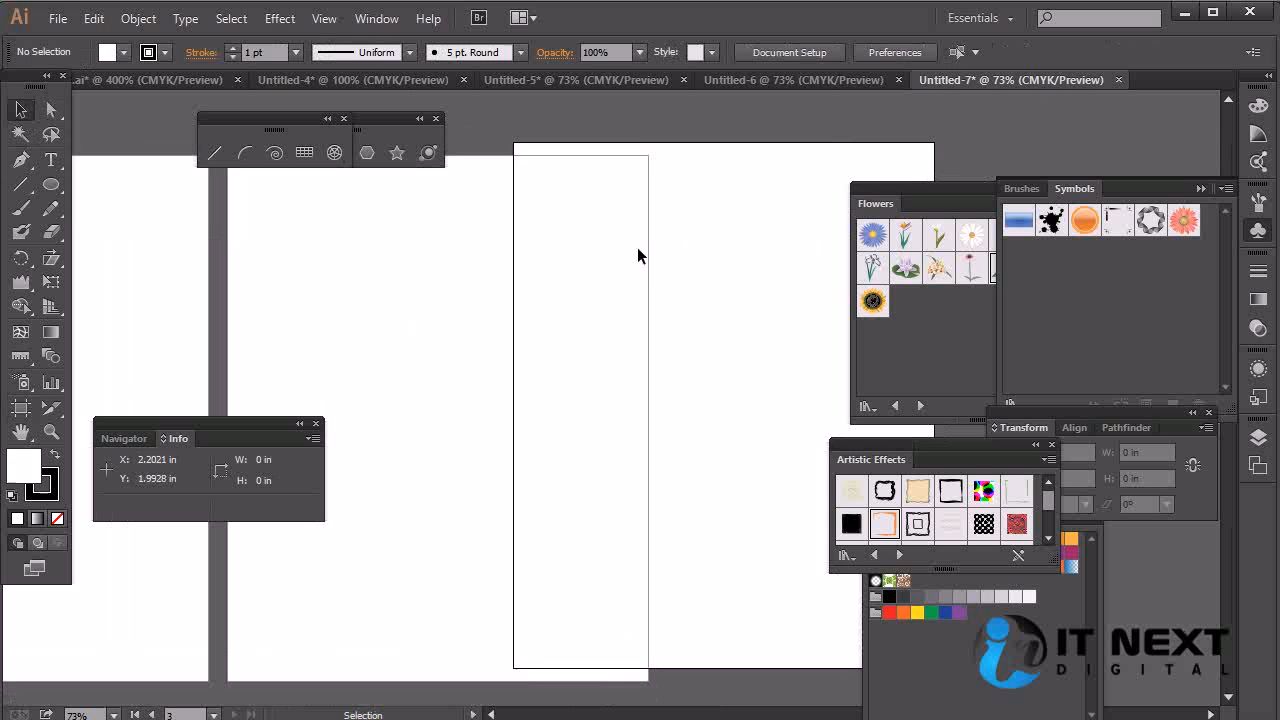 Ai File Edit Object Type Select Effect View Window Help Br Essentials
No Selection Stroke: 1 pt Uniform 5 pt. Round Opacity: 100% Style: Document Setup Preferences
.ai* @ 400% (CMYK/Preview) × Untitled-4* @ 100% (CMYK/Preview) × Untitled-5* @ 73% (CMYK/Preview) × Untitled-6 @ 73% (CMYK/Preview) × Untitled-7* @ 73% (CMYK/Preview) ×
Brushes Symbols
Flowers
Transform Align Pathfinder
Navigator Info
X: 2.2021 in W: 0 in
Y: 1.9928 in H: 0 in
W: 0 in
H: 0 in
0°
Artistic Effects
IT NEXT
DIGITAL
73% 3 Selection